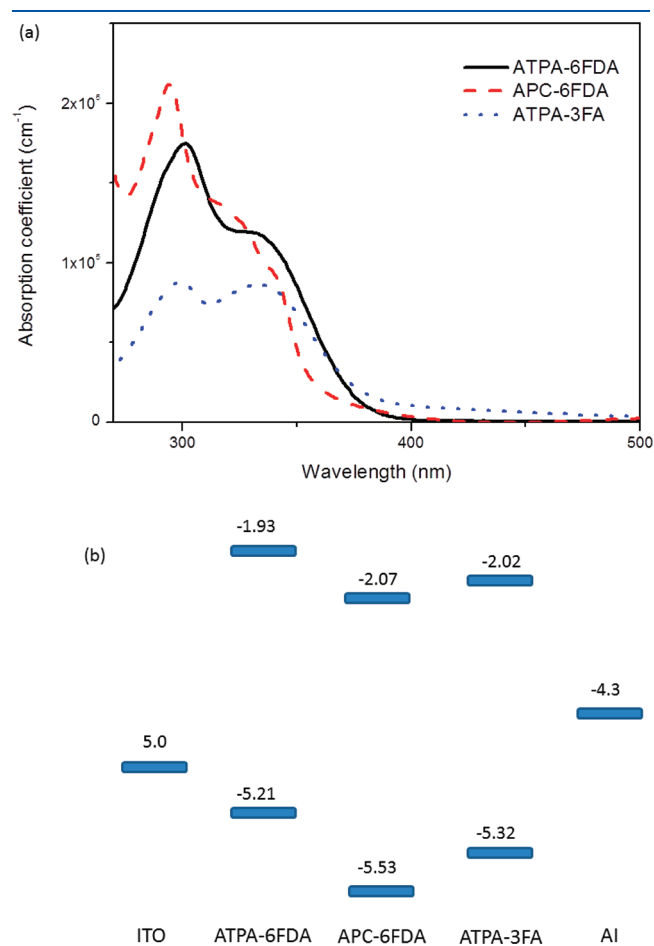 (a)
ATPA-6FDA
APC-6FDA
ATPA-3FA
Absorption coefficient (cm⁻¹)
2x10⁵
1x10⁵
0
300 400 500
Wavelength (nm)
(b)
-1.93
-2.07
-2.02
-4.3
5.0
-5.21
-5.32
-5.53
ITO ATPA-6FDA APC-6FDA ATPA-3FA Al